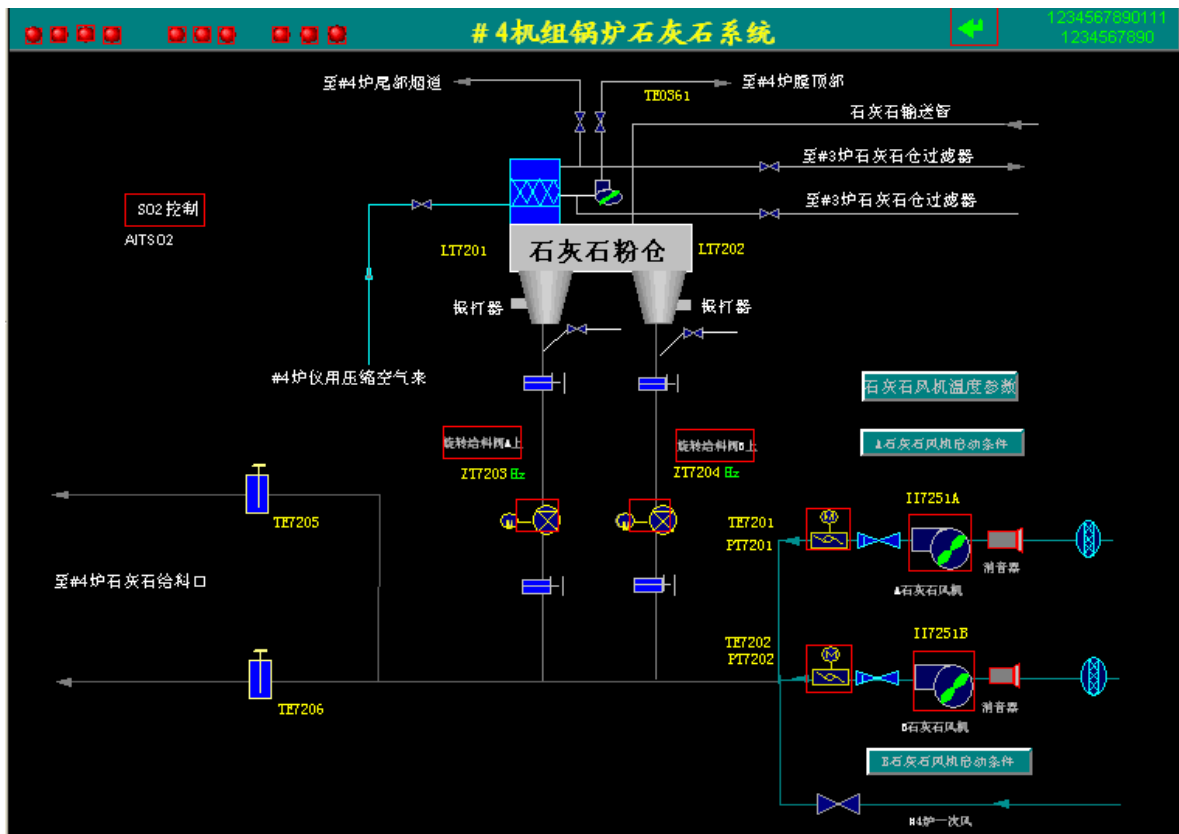 #4机组锅炉石灰石系统
1234567890111
1234567890
至#4炉尾部烟道
至#4炉膛顶部
TE0361
石灰石输送管
至#3炉石灰石仓过滤器
至#3炉石灰石仓过滤器
SO2控制
AITSO2
LT7201
石灰石粉仓
LT7202
振打器
振打器
#4炉仪用压缩空气来
石灰石风机温度参数
旋转给料阀A上
旋转给料阀B上
A石灰石风机启动条件
ZT7203 Hz
ZT7204 Hz
II7251A
TE7205
TE7201
PT7201
消音器
至#4炉石灰石给料口
A石灰石风机
II7251B
TE7202
PT7202
TE7206
消音器
B石灰石风机
B石灰石风机启动条件
#4炉一次风